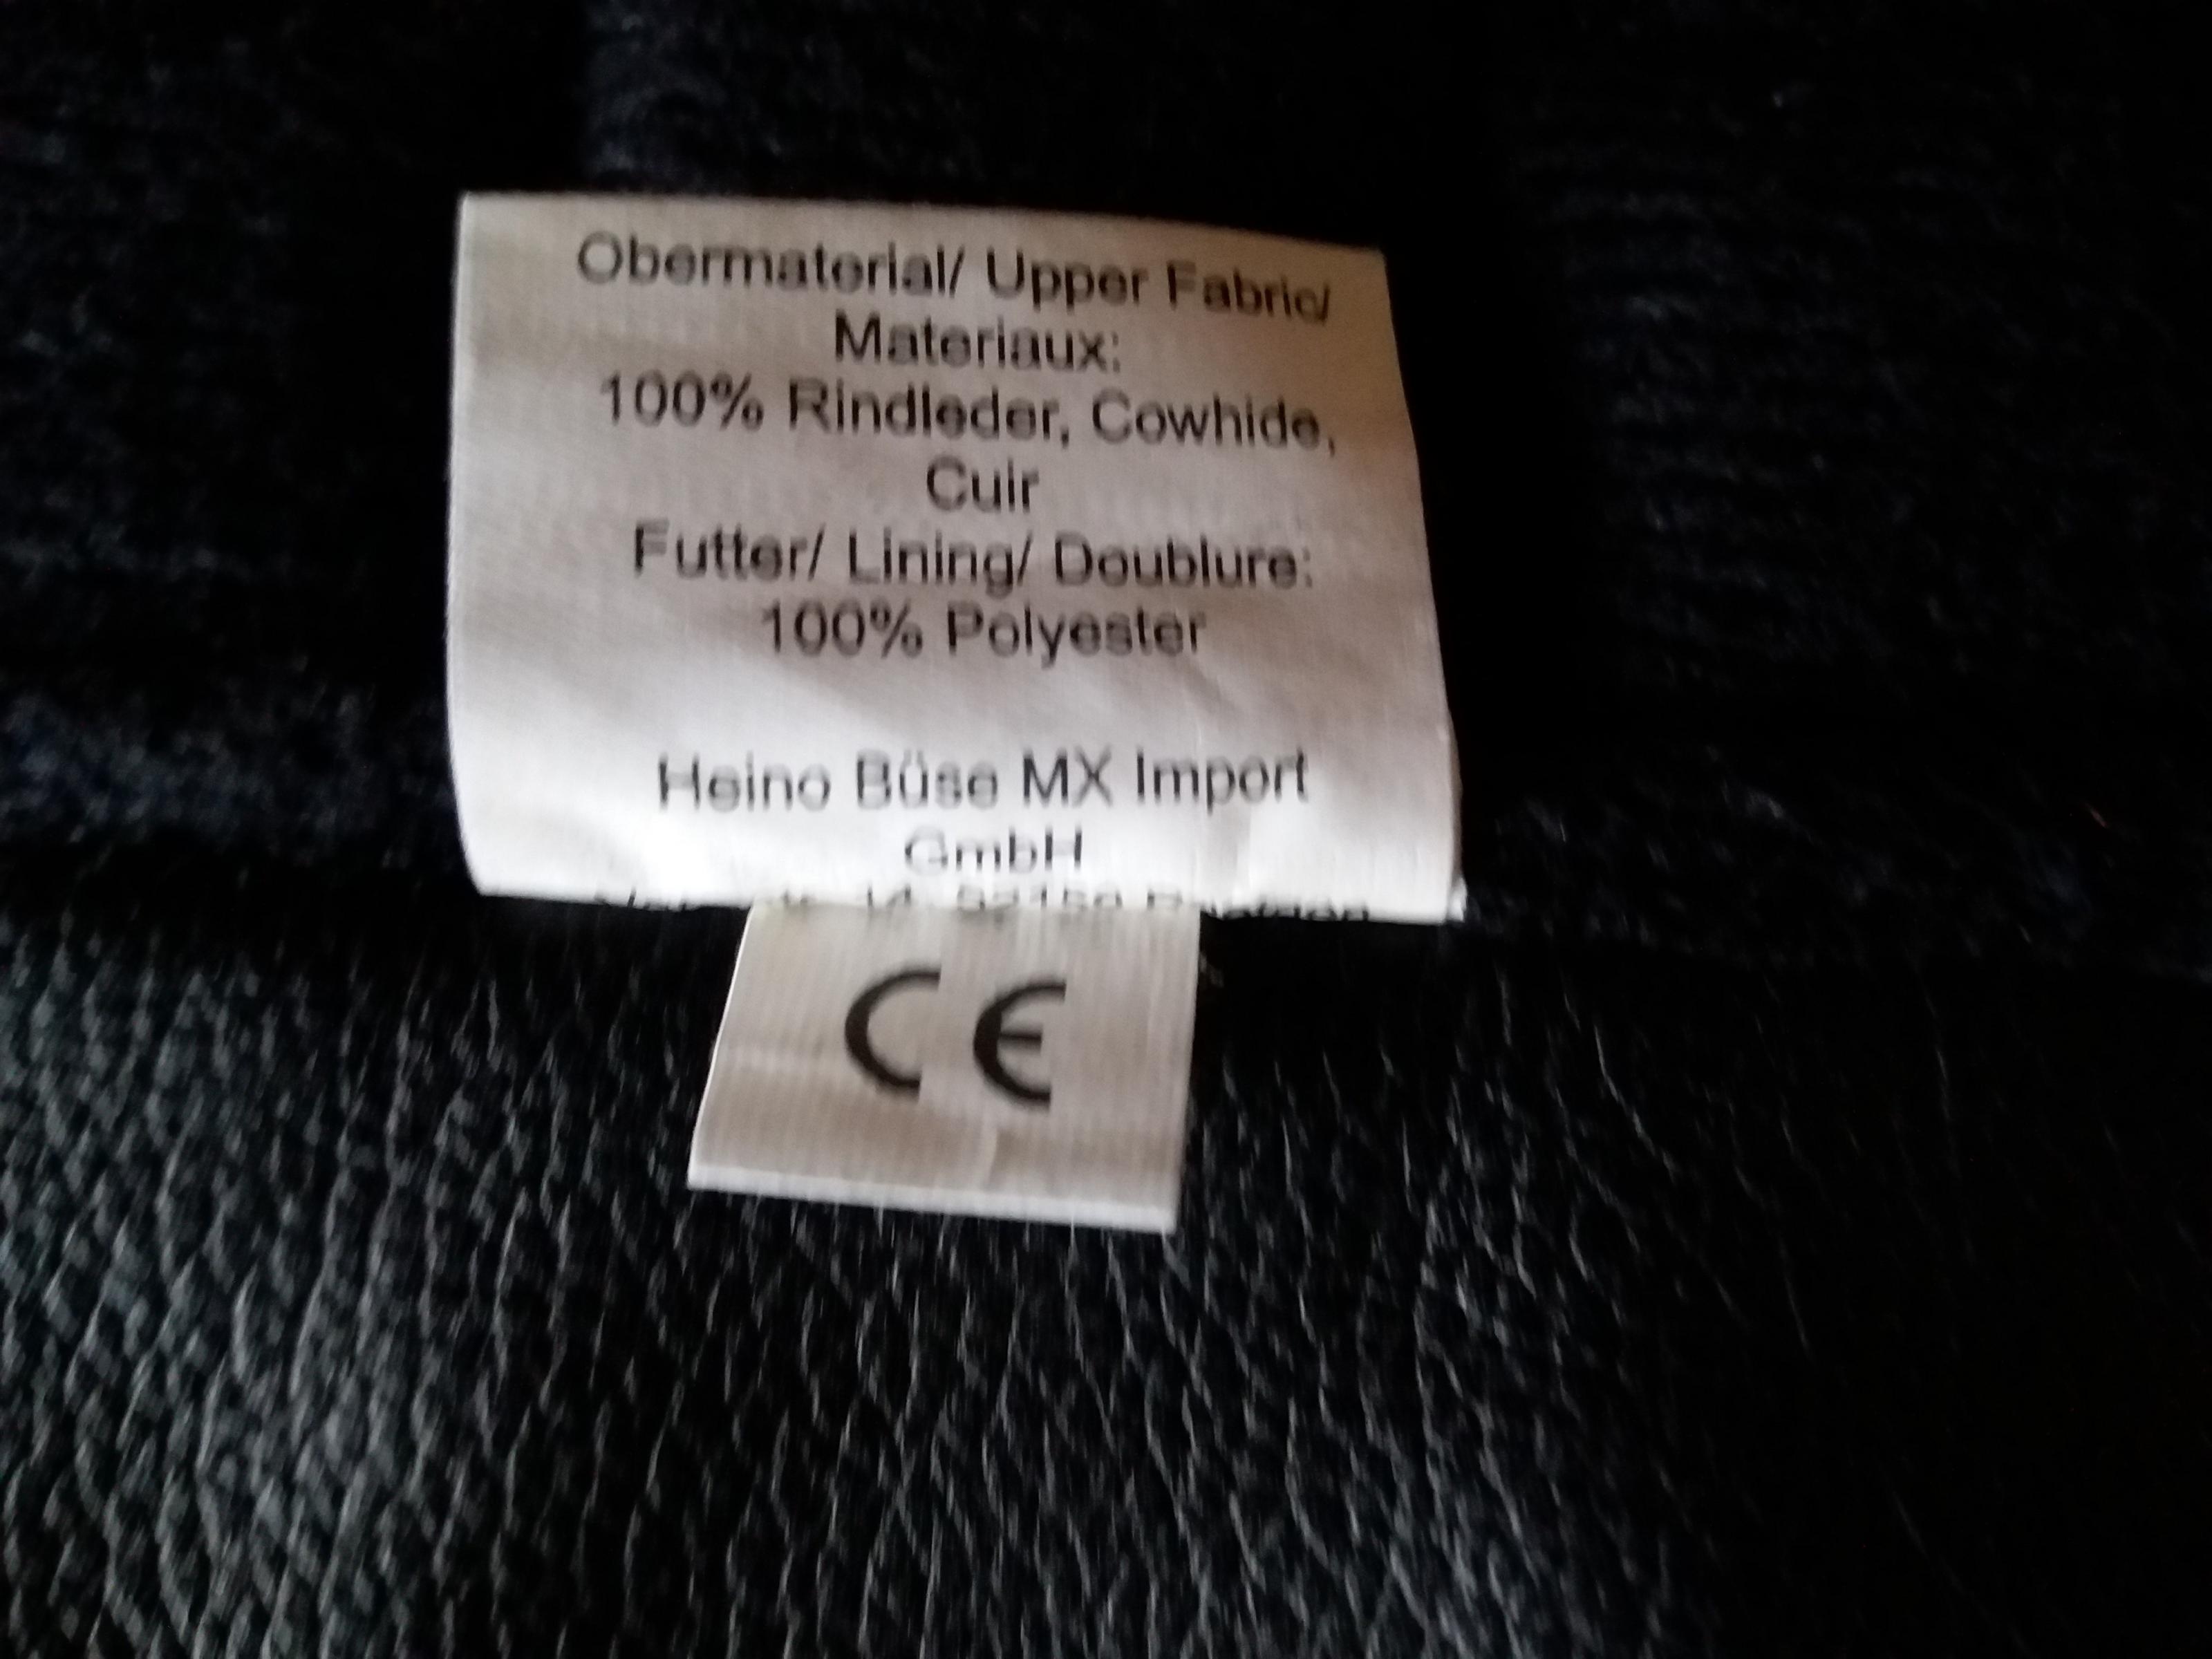 Obermaterial/ Upper Fabric/
Materiaux:
100% Rindleder, Cowhide,
Cuir
Futter/ Lining/ Doublure:
100% Polyester
Heino Büse MX Import
GmbH
14
CE